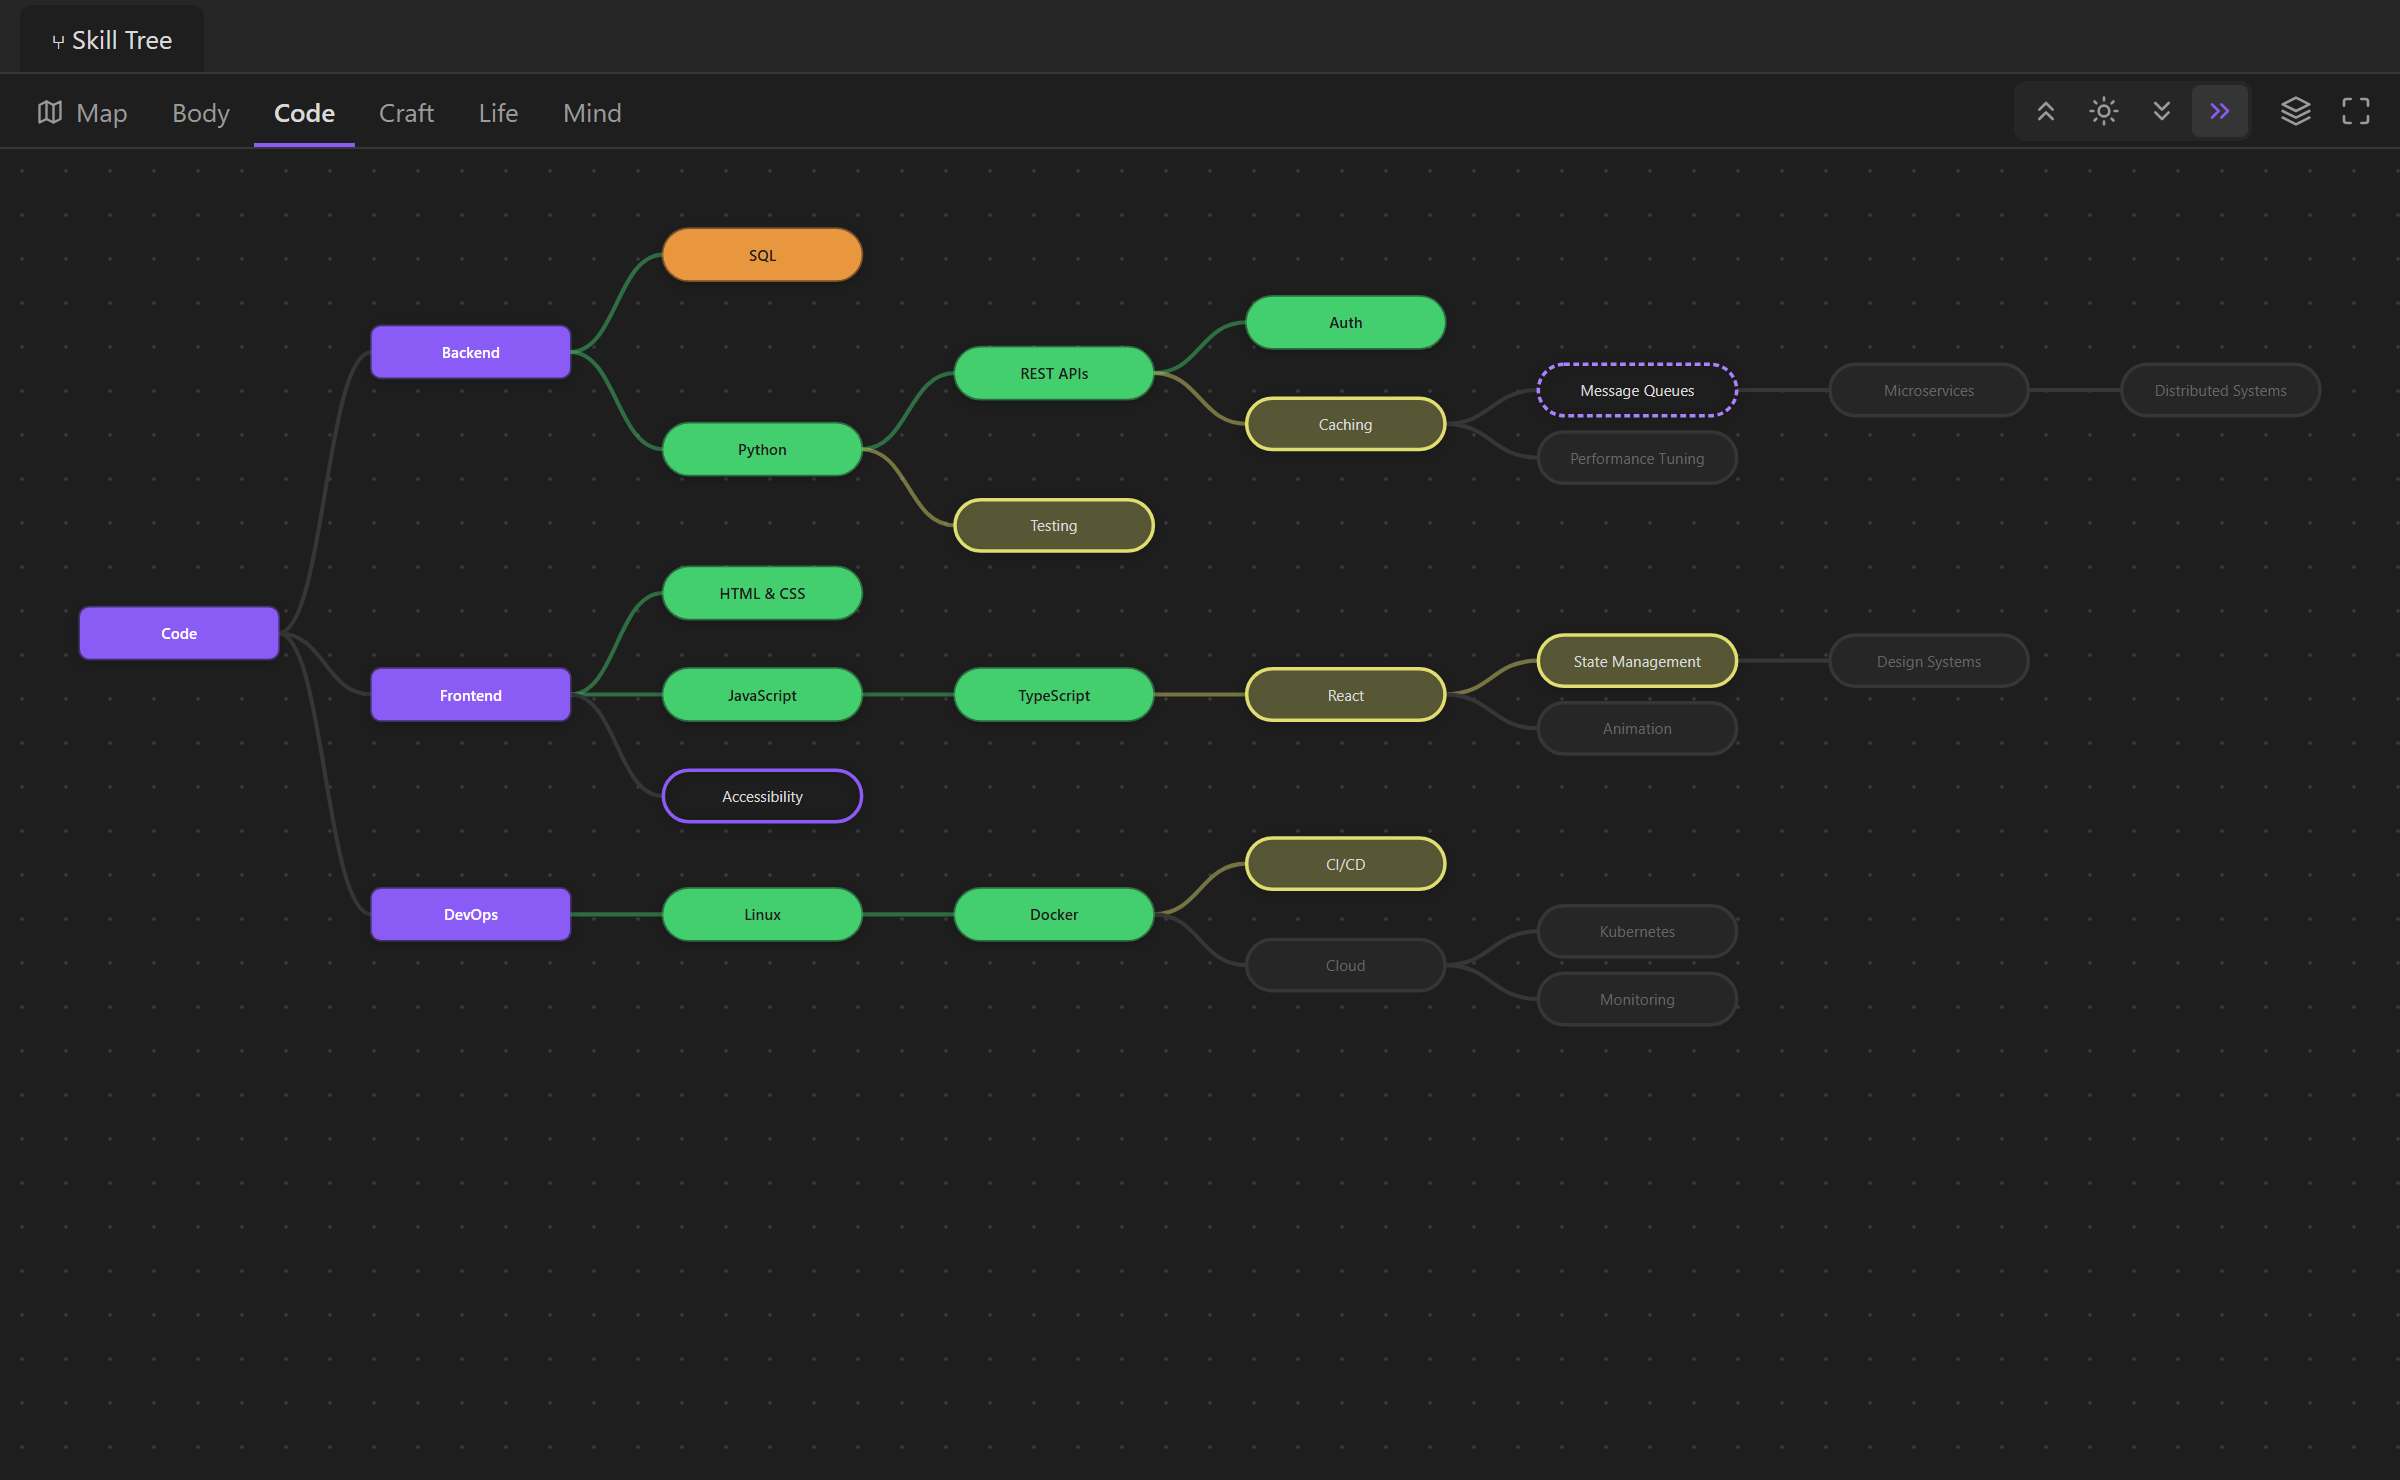 Skill Tree
Map
Body
Code
Craft
Life
Mind
SQL
Backend
Auth
REST APIs
Message Queues
Microservices
Distributed Systems
Caching
Python
Performance Tuning
Testing
HTML & CSS
Code
Frontend
JavaScript
TypeScript
React
State Management
Design Systems
Animation
Accessibility
CI/CD
DevOps
Linux
Docker
Kubernetes
Cloud
Monitoring